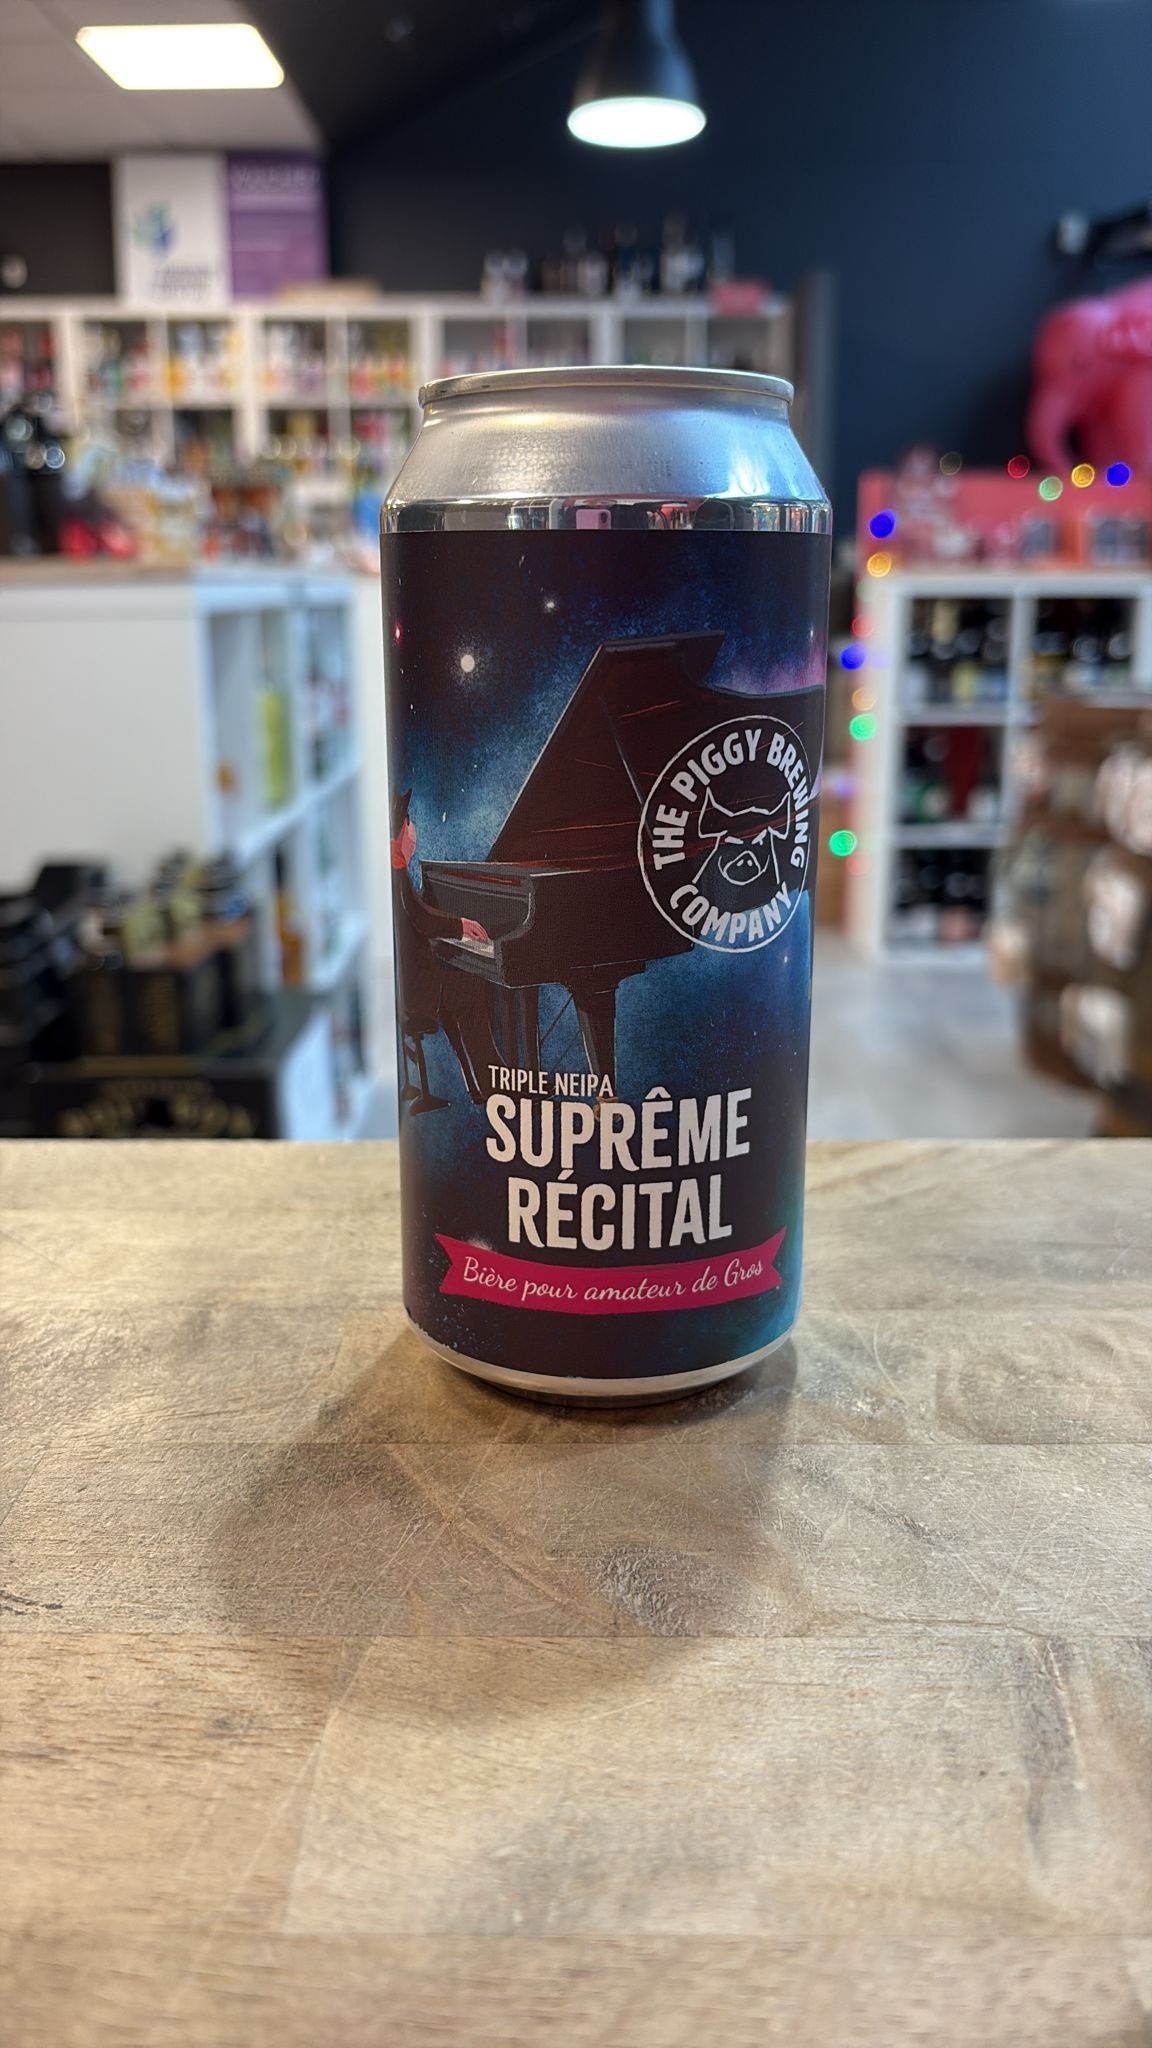 THE PIGGY BREWING
COMPANY
TRIPLE NEIPA
SUPRÊME
RÉCITAL
Bière pour amateur de Gros